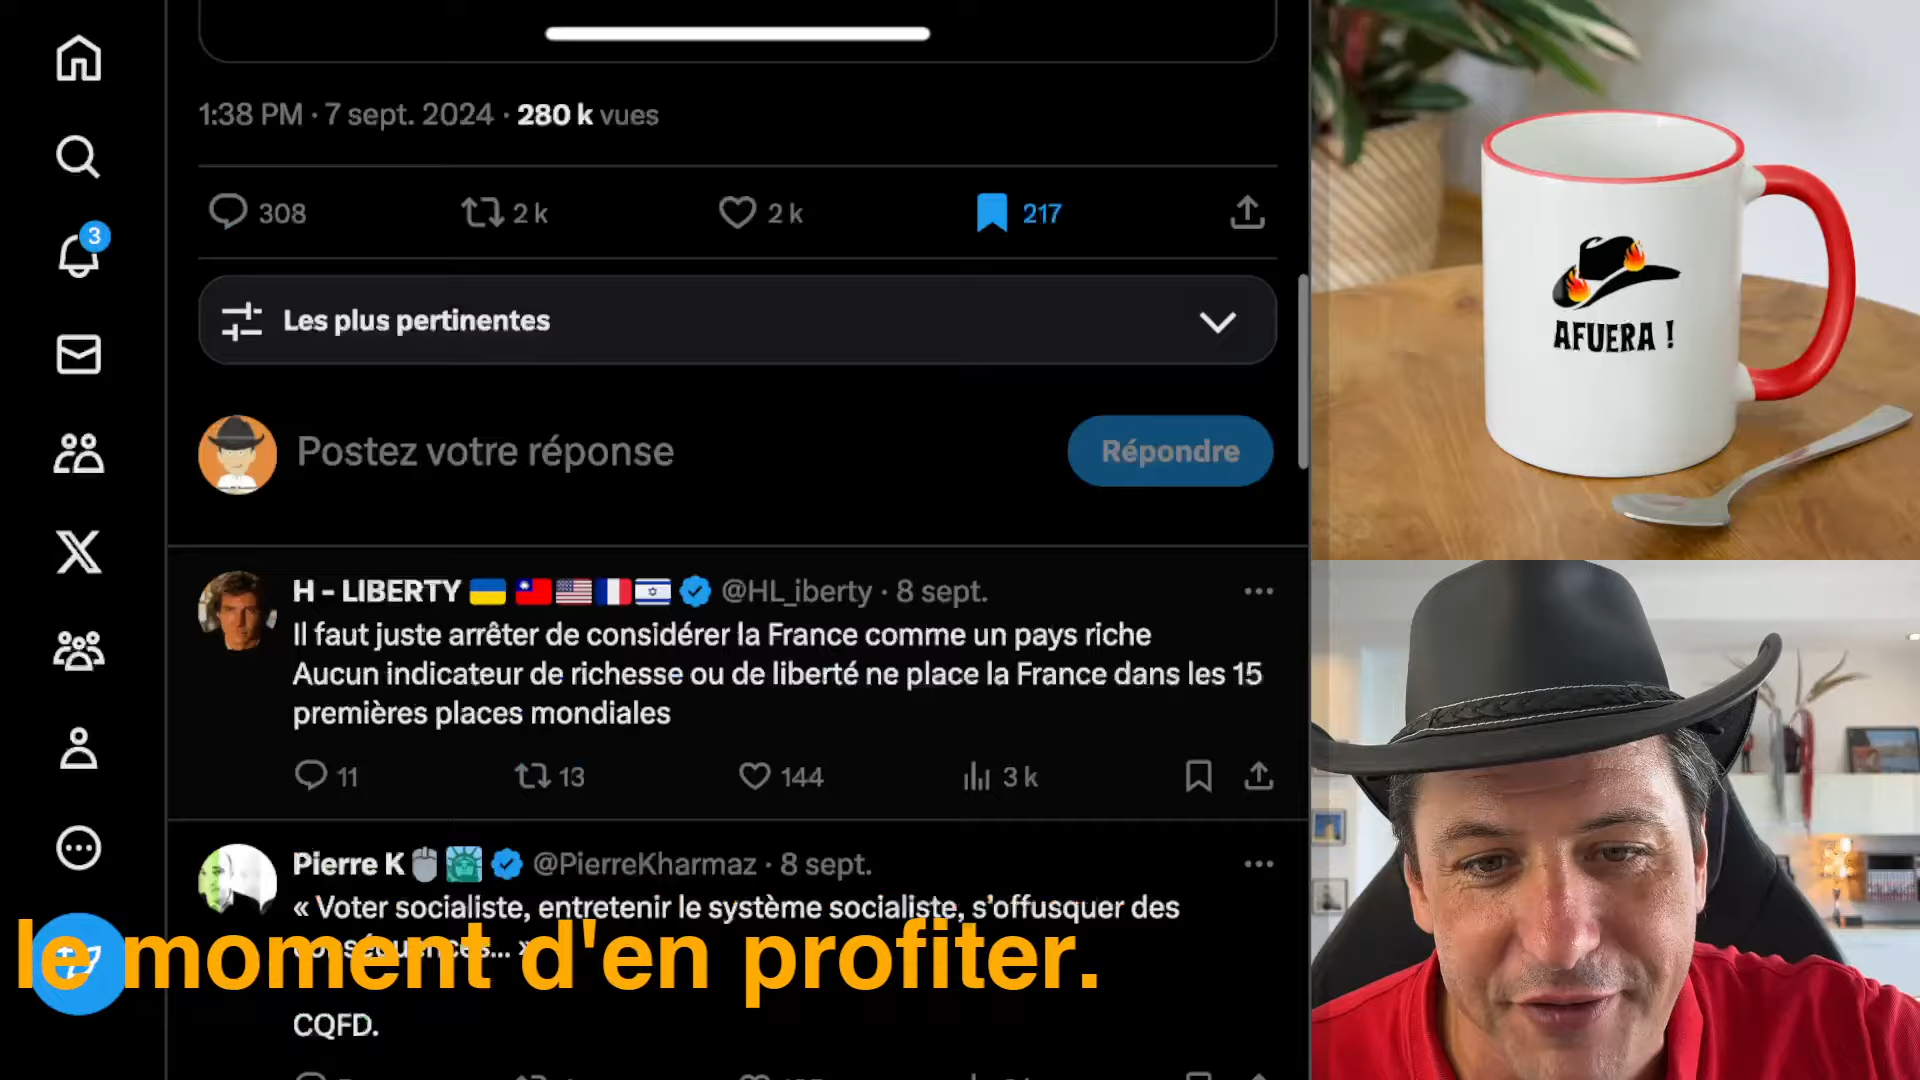 1:38 PM · 7 sept. 2024 · 280 k vues
308
2 k
2 k
217
3
Les plus pertinentes
Postez votre réponse
Répondre
H - LIBERTY @HL_iberty · 8 sept.
Il faut juste arrêter de considérer la France comme un pays riche
Aucun indicateur de richesse ou de liberté ne place la France dans les 15
premières places mondiales
11
13
144
3 k
Pierre K @PierreKharmaz · 8 sept.
« Voter socialiste, entretenir le système socialiste, s'offusquer des
conséquences... »
CQFD.
le moment d'en profiter.
AFUERA !